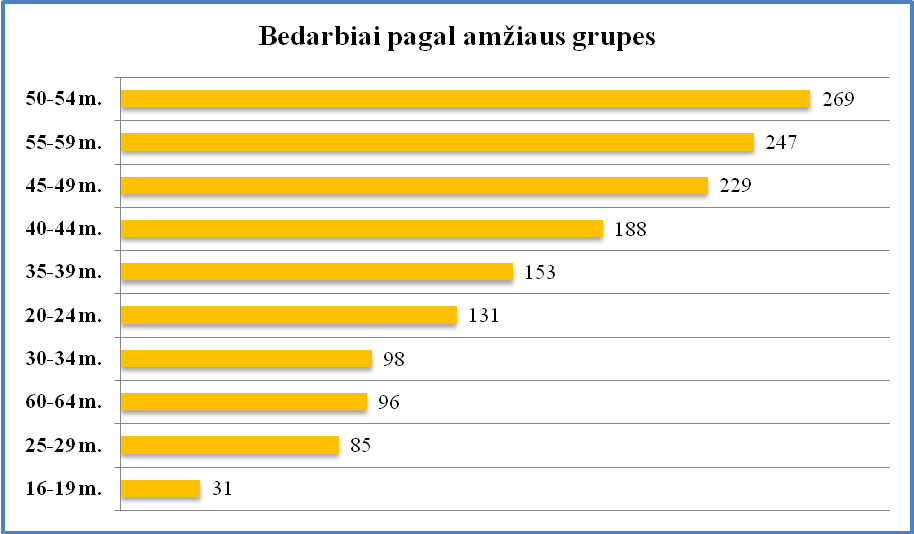 Bedarbiai pagal amžiaus grupes
50-54 m. 269
55-59 m. 247
45-49 m. 229
40-44 m. 188
35-39 m. 153
20-24 m. 131
30-34 m. 98
60-64 m. 96
25-29 m. 85
16-19 m. 31